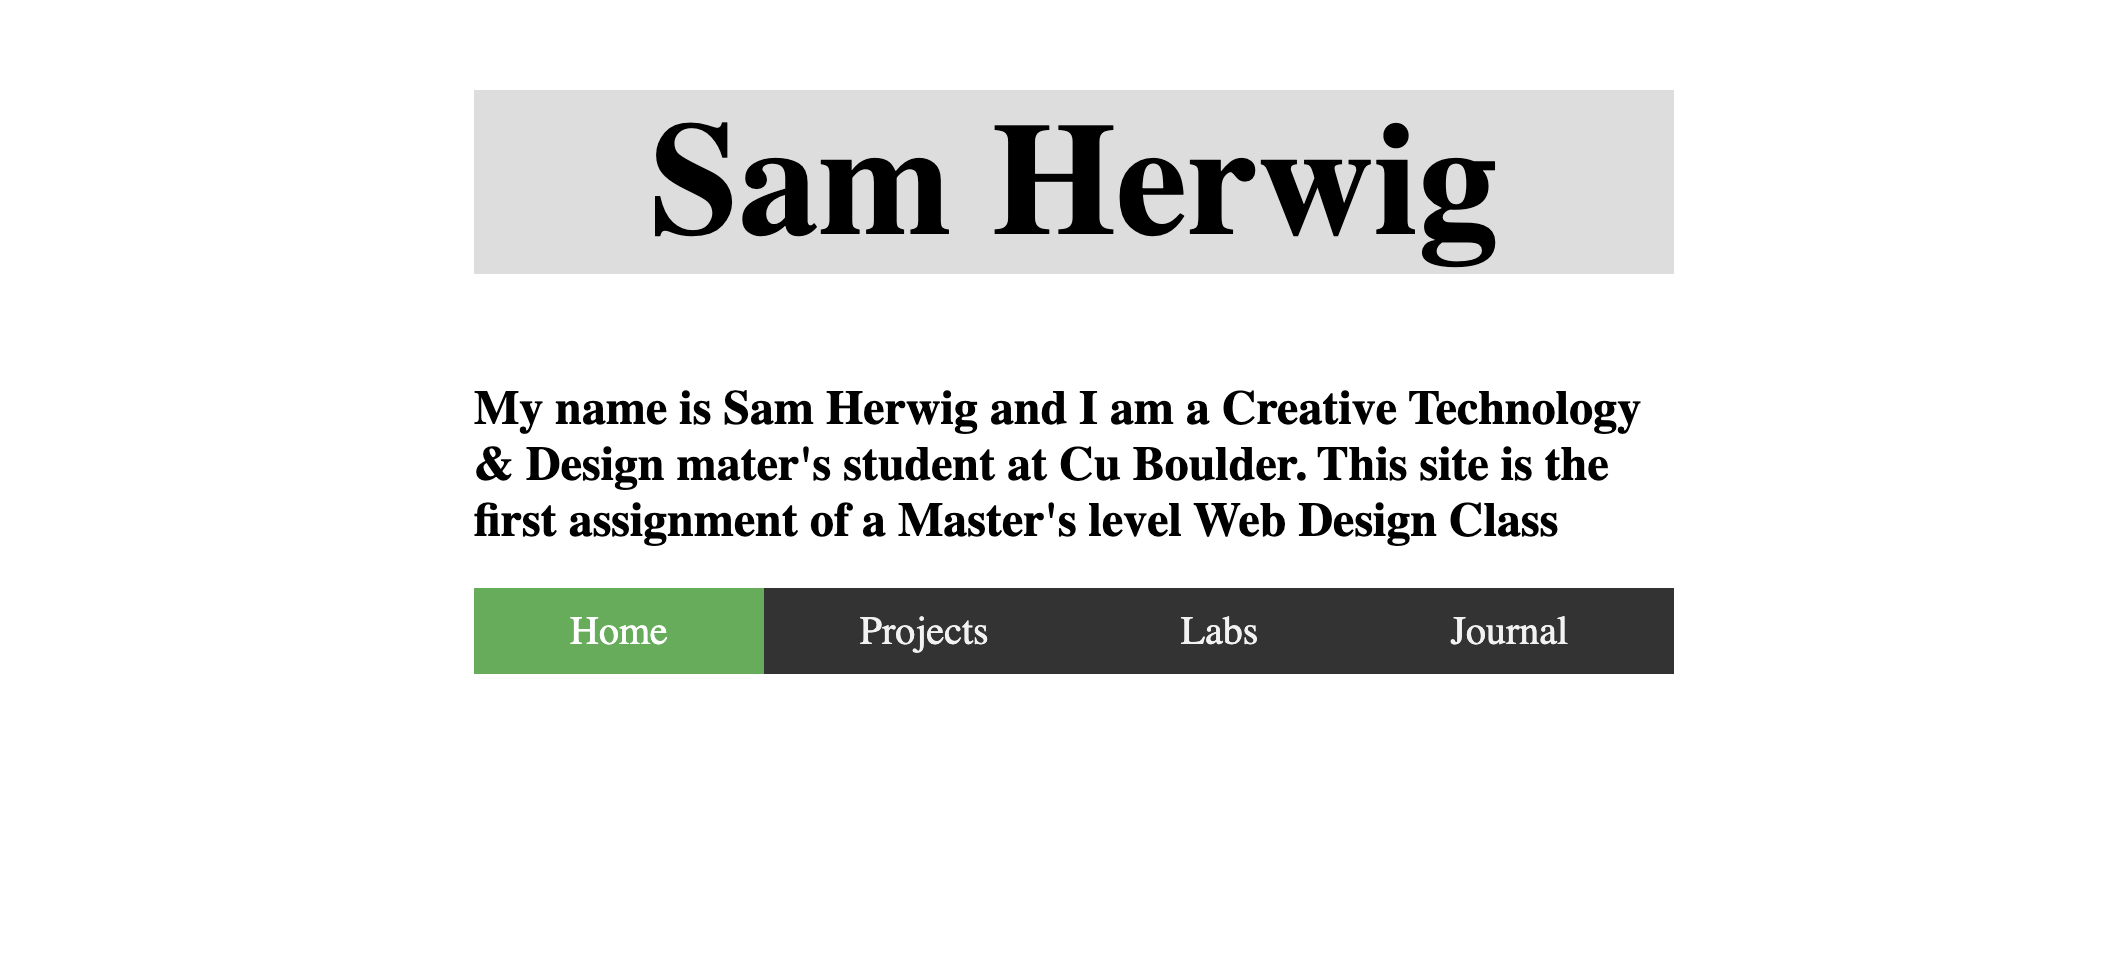 Sam Herwig
My name is Sam Herwig and I am a Creative Technology
& Design mater's student at Cu Boulder. This site is the
first assignment of a Master's level Web Design Class
Home Projects Labs Journal